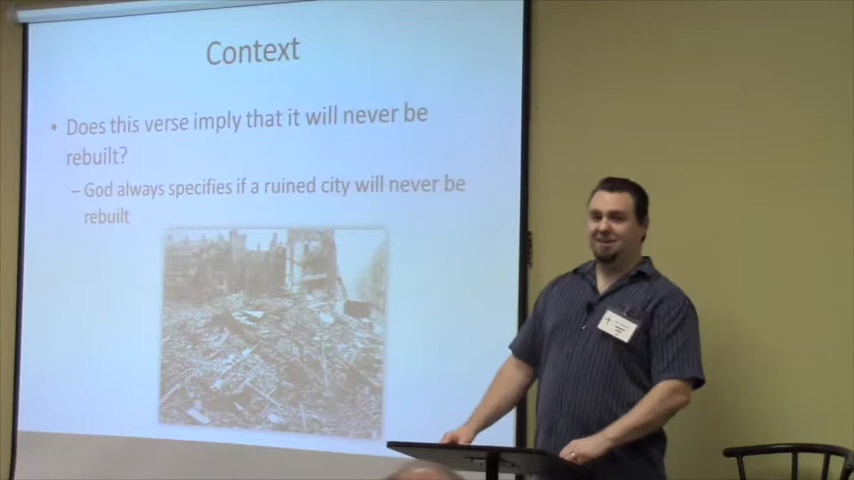 Context
• Does this verse imply that it will never be
rebuilt?
– God always specifies if a ruined city will never be
rebuilt